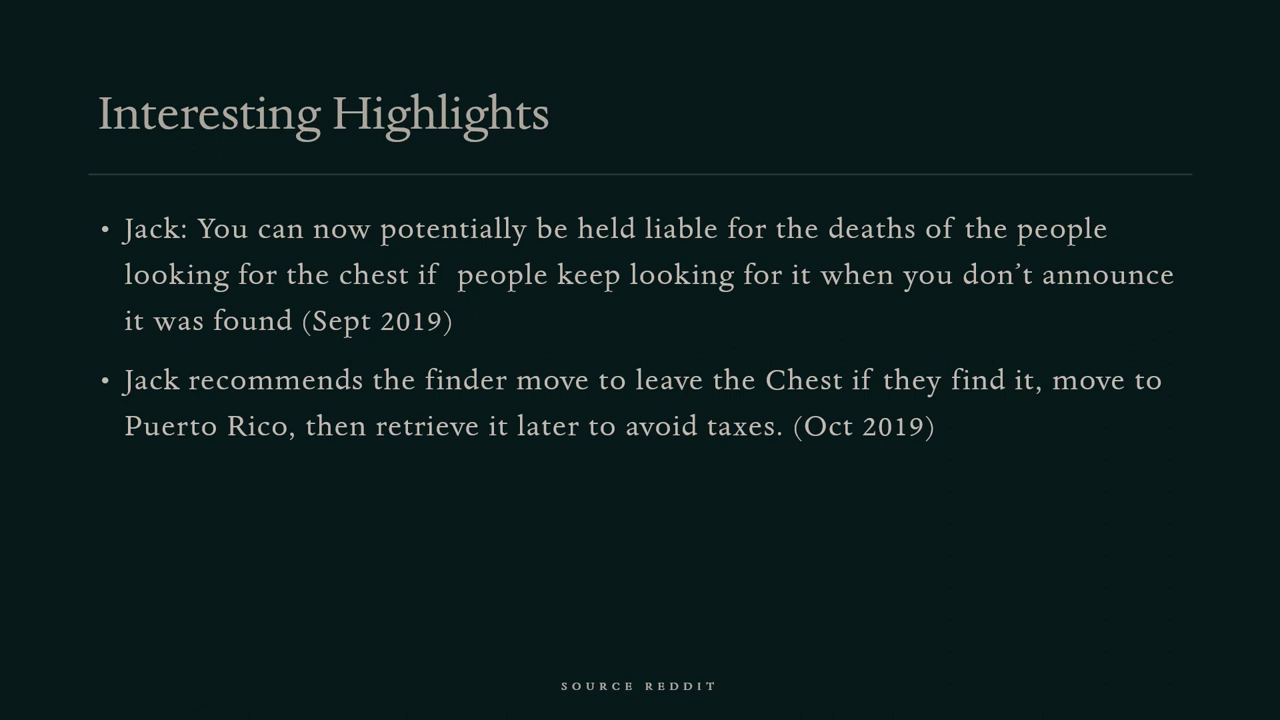 Interesting Highlights
• Jack: You can now potentially be held liable for the deaths of the people
looking for the chest if  people keep looking for it when you don’t announce
it was found (Sept 2019)
• Jack recommends the finder move to leave the Chest if they find it, move to
Puerto Rico, then retrieve it later to avoid taxes. (Oct 2019)
SOURCE REDDIT